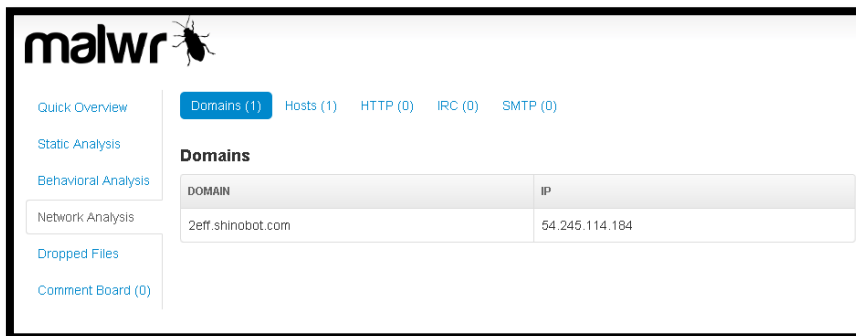 malwr
Quick Overview
Static Analysis
Behavioral Analysis
Network Analysis
Dropped Files
Comment Board (0)
Domains (1) Hosts (1) HTTP (0) IRC (0) SMTP (0)
Domains
DOMAIN IP
2eff.shinobot.com 54.245.114.184